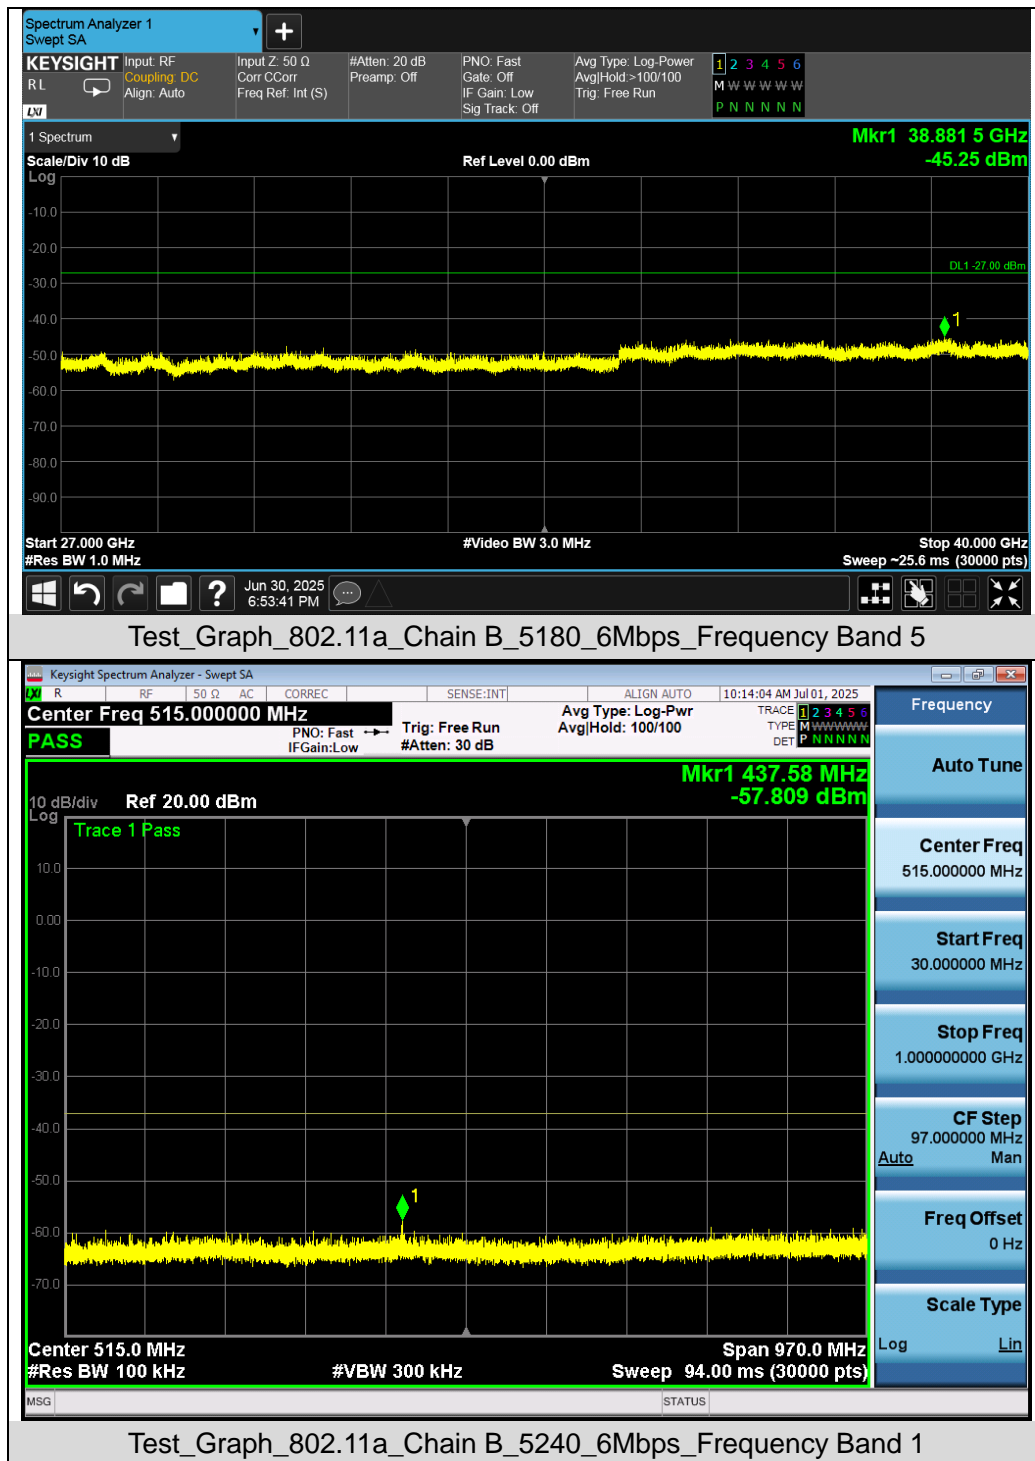 Spectrum Analyzer 1
Swept SA
KEYSIGHT
R L
LXI
Input: RF
Coupling: DC
Align: Auto
Input Z: 50 Ω
Corr CCorr
Freq Ref: Int (S)
#Atten: 20 dB
Preamp: Off
PNO: Fast
Gate: Off
IF Gain: Low
Sig Track: Off
Avg Type: Log-Power
Avg|Hold:>100/100
Trig: Free Run
1 2 3 4 5 6
M W W W W W
P N N N N N
1 Spectrum
Mkr1 38.881 5 GHz
-45.25 dBm
Scale/Div 10 dB
Ref Level 0.00 dBm
Log
-10.0
-20.0
DL1 -27.00 dBm
-30.0
-40.0
1
-50.0
-60.0
-70.0
-80.0
-90.0
Start 27.000 GHz
#Video BW 3.0 MHz
Stop 40.000 GHz
#Res BW 1.0 MHz
Sweep ~25.6 ms (30000 pts)
?
Jun 30, 2025
6:53:41 PM
Test_Graph_802.11a_Chain B_5180_6Mbps_Frequency Band 5
Keysight Spectrum Analyzer - Swept SA
LXI R RF 50 Ω AC CORREC SENSE:INT ALIGN AUTO 10:14:04 AM Jul 01, 2025
Center Freq 515.000000 MHz
PASS
PNO: Fast
IFGain:Low
Trig: Free Run
#Atten: 30 dB
Avg Type: Log-Pwr
Avg|Hold: 100/100
TRACE 1 2 3 4 5 6
TYPE M W W W W W
DET P N N N N N
Mkr1 437.58 MHz
-57.809 dBm
10 dB/div
Log
Ref 20.00 dBm
Trace 1 Pass
10.0
0.00
-10.0
-20.0
-30.0
-40.0
-50.0
1
-60.0
-70.0
Center 515.0 MHz
Span 970.0 MHz
#Res BW 100 kHz
#VBW 300 kHz
Sweep 94.00 ms (30000 pts)
MSG
STATUS
Frequency
Auto Tune
Center Freq
515.000000 MHz
Start Freq
30.000000 MHz
Stop Freq
1.000000000 GHz
CF Step
97.000000 MHz
Auto Man
Freq Offset
0 Hz
Scale Type
Log Lin
Test_Graph_802.11a_Chain B_5240_6Mbps_Frequency Band 1